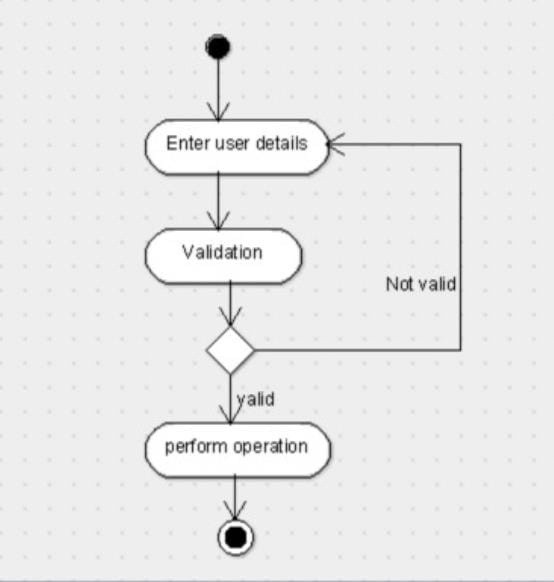 Enter user details
Validation
Not valid
valid
perform operation